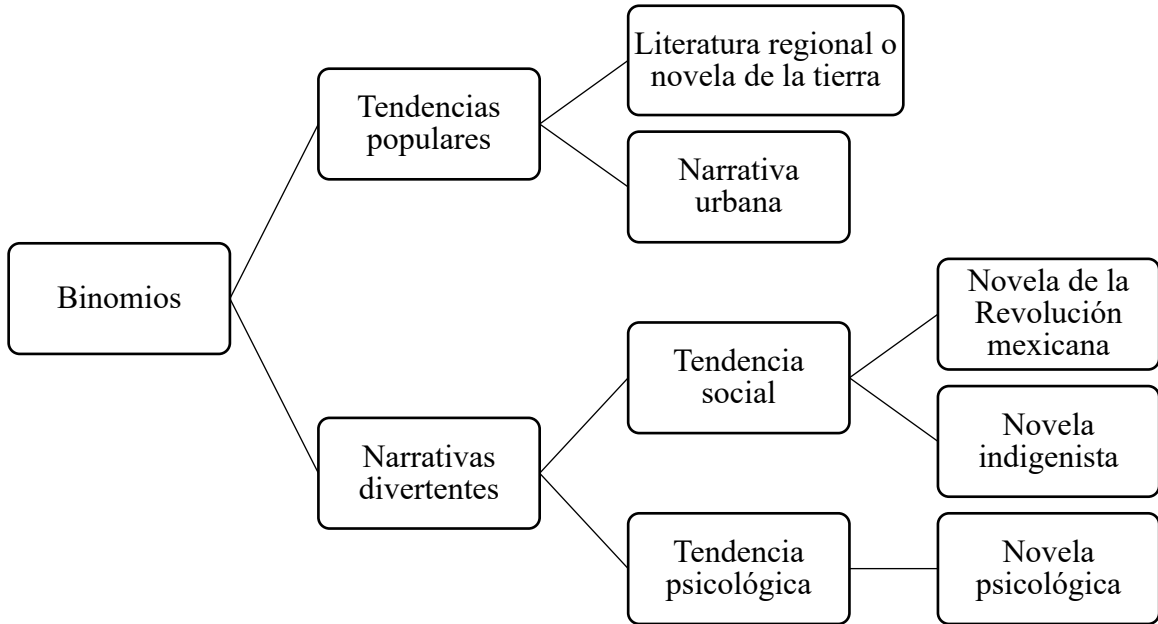 Literatura regional o
novela de la tierra
Tendencias
populares
Narrativa
urbana
Binomios
Novela de la
Revolución
mexicana
Tendencia
social
Novela
indigenista
Narrativas
divertentes
Tendencia
psicológica
Novela
psicológica